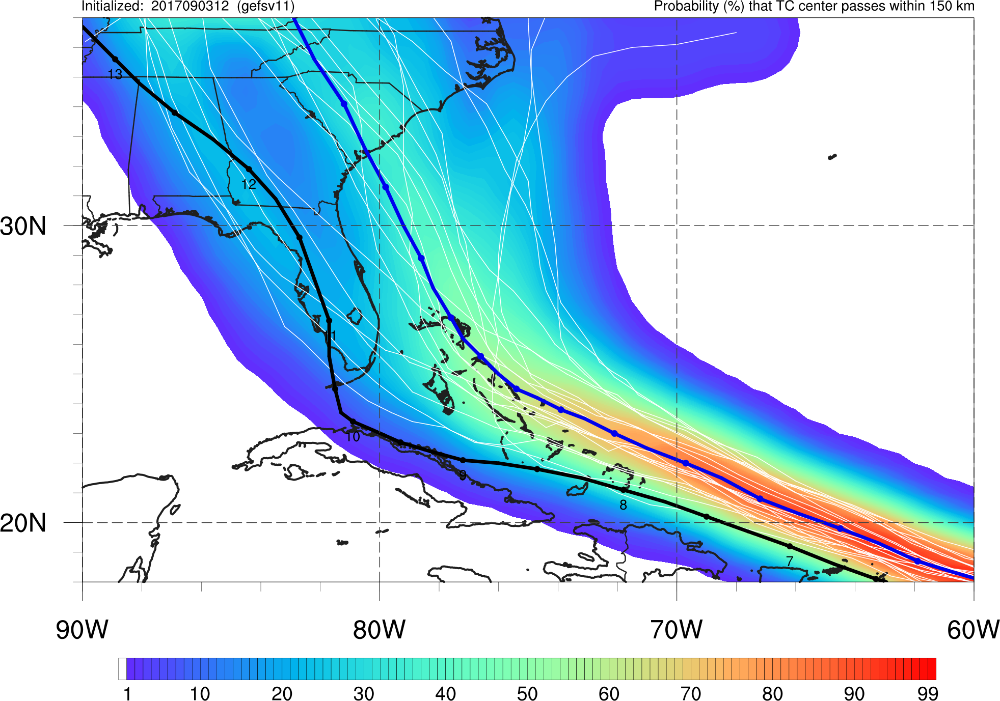 Initialized: 2017090312 (gefsv11)
Probability (%) that TC center passes within 150 km
13
12
30N
11
10
9
8
20N
7
90W 80W 70W 60W
1 10 20 30 40 50 60 70 80 90 99